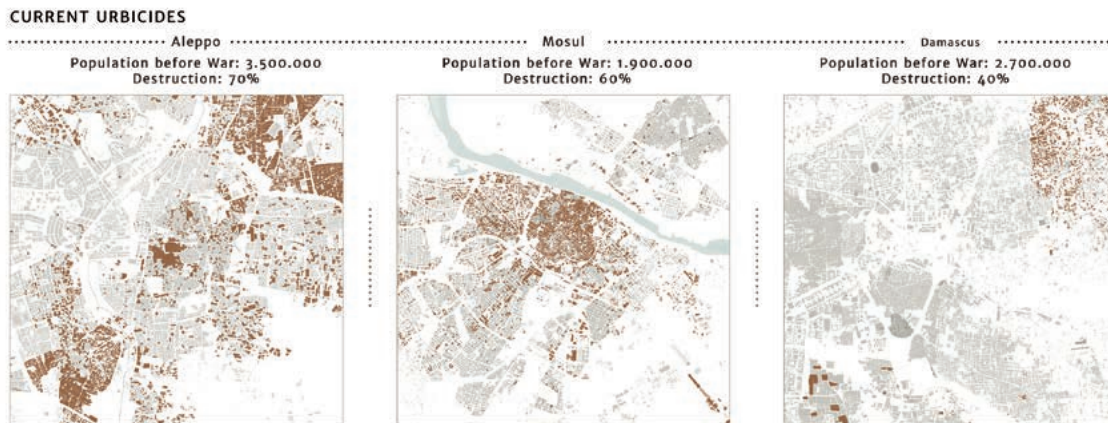 CURRENT URBICIDES
Aleppo
Population before War: 3.500.000
Destruction: 70%
Mosul
Population before War: 1.900.000
Destruction: 60%
Damascus
Population before War: 2.700.000
Destruction: 40%